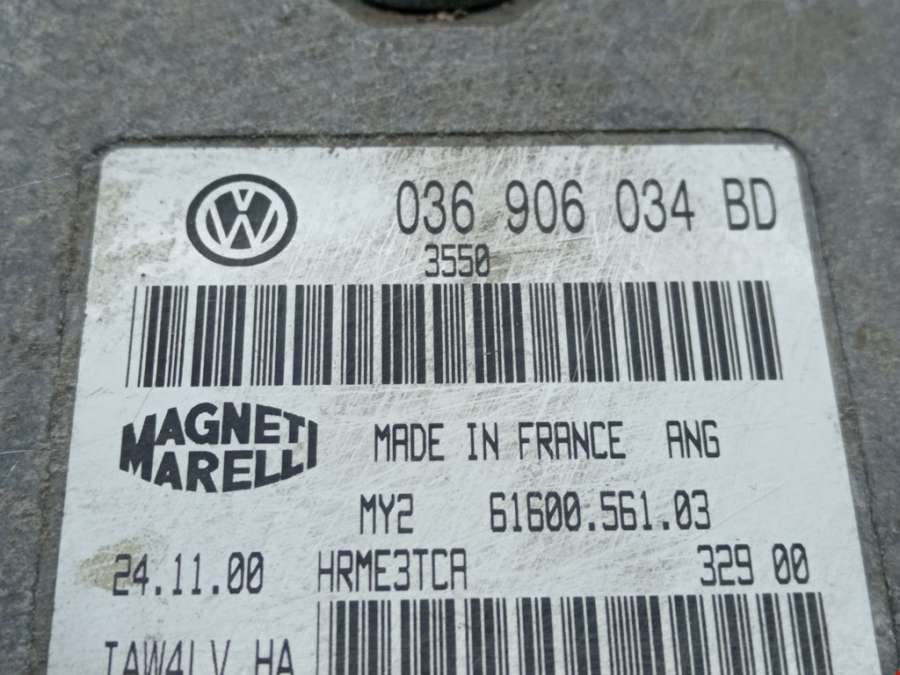 036 906 034 BD
3550
MAGNETI MARELLI
MADE IN FRANCE ANG
MY2 61600.561.03
24.11.00 HRME3TCA 329 00
IAW4LV HA